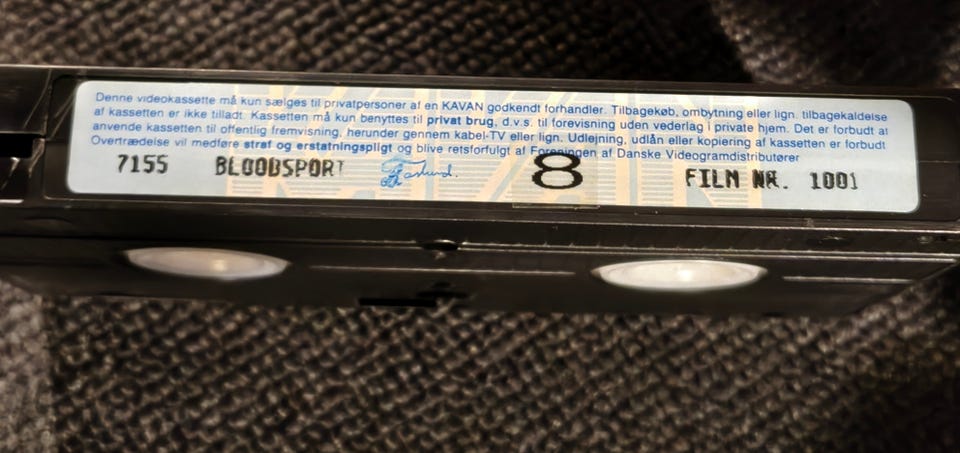 Denne videokassette må kun sælges til privatpersoner af en KAVAN godkendt forhandler. Tilbagekøb, ombytning eller lign. tilbagekaldelse
af kassetten er ikke tilladt. Kassetten må kun benyttes til privat brug, d.v.s. til forevisning uden vederlag i private hjem. Det er forbudt at
anvende kassetten til offentlig fremvisning, herunder gennem kabel-TV eller lign. Udlejning, udlån eller kopiering af kassetten er forbudt
Overtrædelse vil medføre straf og erstatningspligt og blive retsforfulgt af Foreningen af Danske Videogramdistributører
7155 BLOODSPORT 8 FILM NR. 1001